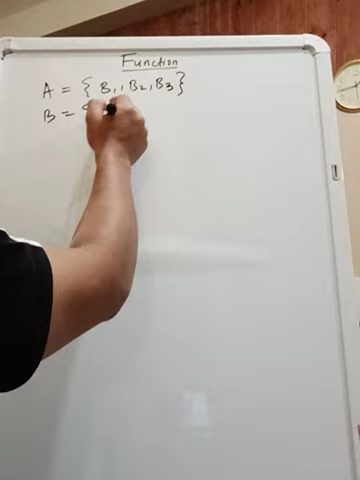 Function
A = { B1, B2, B3 }
B = {